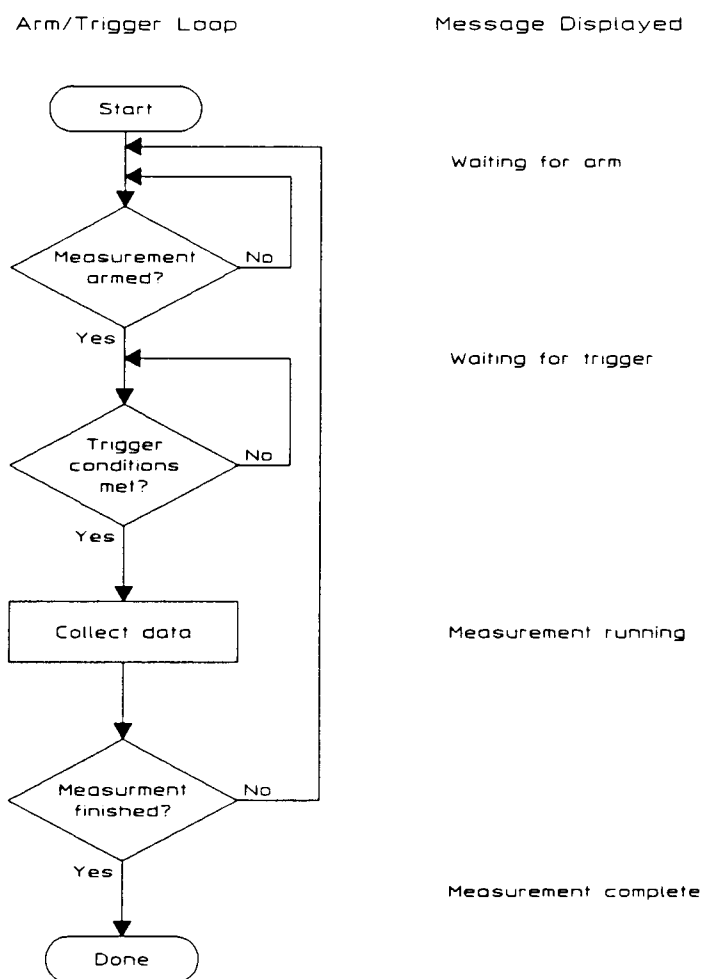 Arm/Trigger Loop
Message Displayed
Start
Waiting for arm
Measurement
armed?
No
Yes
Waiting for trigger
Trigger
conditions
met?
No
Yes
Collect data
Measurement running
Measurment
finished?
No
Yes
Measurement complete
Done